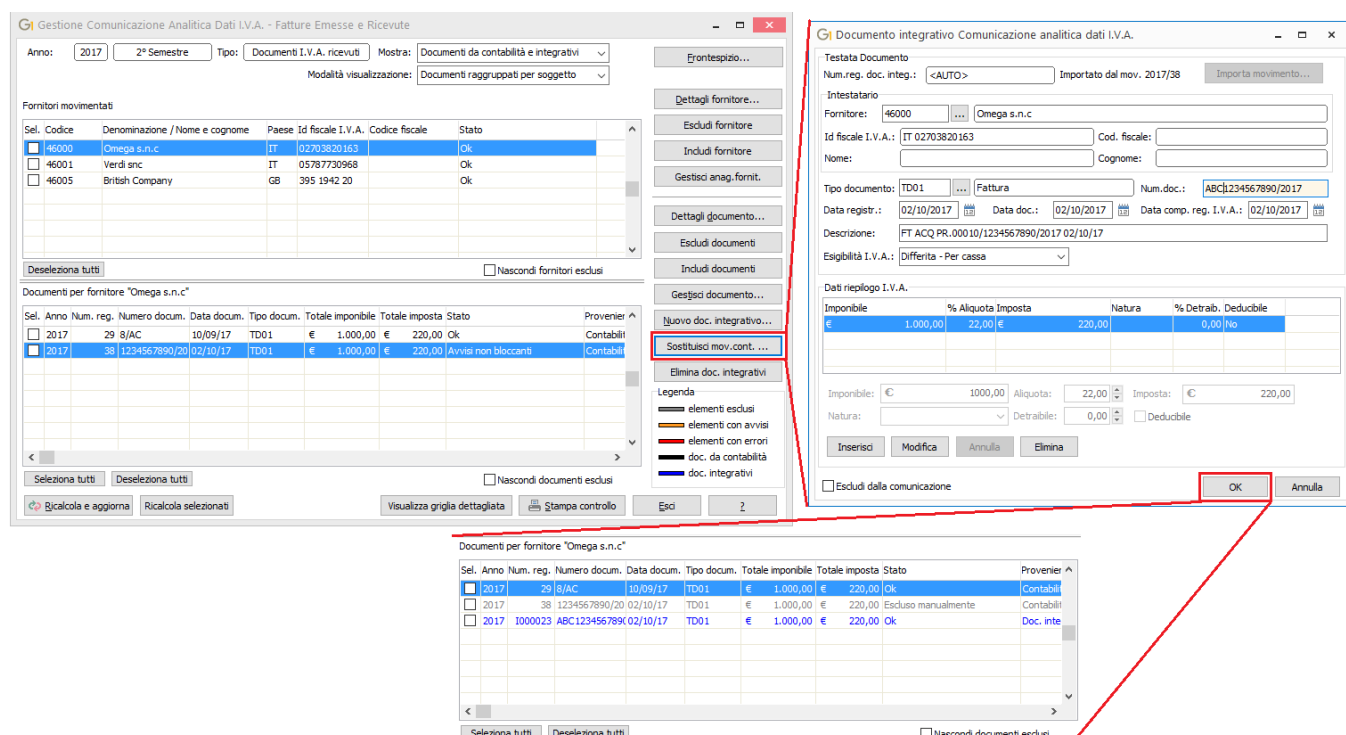 Gestione Comunicazione Analitica Dati I.V.A. - Fatture Emesse e Ricevute
Anno: 2017 2° Semestre Tipo: Documenti I.V.A. ricevuti Mostra: Documenti da contabilità e integrativi
Modalità visualizzazione: Documenti raggruppati per soggetto
Fornitori movimentati
Sel. Codice Denominazione / Nome e cognome Paese Id fiscale I.V.A. Codice fiscale Stato
46000 Omega s.n.c IT 02703820163 Ok
46001 Verdi snc IT 05787730968 Ok
46005 British Company GB 395 1942 20 Ok
Deseleziona tutti Nascondi fornitori esclusi
Documenti per fornitore "Omega s.n.c"
Sel. Anno Num. reg. Numero docum. Data docum. Tipo docum. Totale imponibile Totale imposta Stato Provenier
2017 29 8/AC 10/09/17 TD01 € 1.000,00 € 220,00 Ok Contabilit
2017 38 1234567890/20 02/10/17 TD01 € 1.000,00 € 220,00 Avvisi non bloccanti Contabilit
Seleziona tutti Deseleziona tutti Nascondi documenti esclusi
Ricalcola e aggiorna Ricalcola selezionati Visualizza griglia dettagliata Stampa controllo Esci ?
Frontespizio...
Dettagli fornitore...
Escludi fornitore
Includi fornitore
Gestisci anag.fornit.
Dettagli documento...
Escludi documenti
Includi documenti
Gestisci documento...
Nuovo doc. integrativo...
Sostituisci mov.cont. ...
Elimina doc. integrativi
Legenda
elementi esclusi
elementi con avvisi
elementi con errori
doc. da contabilità
doc. integrativi
Documento integrativo Comunicazione analitica dati I.V.A.
Testata Documento
Num.reg. doc. integ.: <AUTO> Importato dal mov. 2017/38 Importa movimento...
Intestatario
Fornitore: 46000 ... Omega s.n.c
Id fiscale I.V.A.: IT 02703820163 Cod. fiscale:
Nome: Cognome:
Tipo documento: TD01 ... Fattura Num.doc.: ABC1234567890/2017
Data registr.: 02/10/2017 Data doc.: 02/10/2017 Data comp. reg. I.V.A.: 02/10/2017
Descrizione: FT ACQ PR.00010/1234567890/2017 02/10/17
Esigibilità I.V.A.: Differita - Per cassa
Dati riepilogo I.V.A.
Imponibile % Aliquota Imposta Natura % Detraib. Deducibile
€ 1.000,00 22,00 € 220,00 0,00 No
Imponibile: € 1000,00 Aliquota: 22,00 Imposta: € 220,00
Natura: Detraibile: 0,00 Deducibile
Inserisci Modifica Annulla Elimina
Escludi dalla comunicazione OK Annulla
Documenti per fornitore "Omega s.n.c"
Sel. Anno Num. reg. Numero docum. Data docum. Tipo docum. Totale imponibile Totale imposta Stato Provenier
2017 29 8/AC 10/09/17 TD01 € 1.000,00 € 220,00 Ok Contabilit
2017 38 1234567890/20 02/10/17 TD01 € 1.000,00 € 220,00 Escluso manualmente Contabilit
2017 I000023 ABC1234567890 02/10/17 TD01 € 1.000,00 € 220,00 Ok Doc. inte
Seleziona tutti Deseleziona tutti Nascondi documenti esclusi